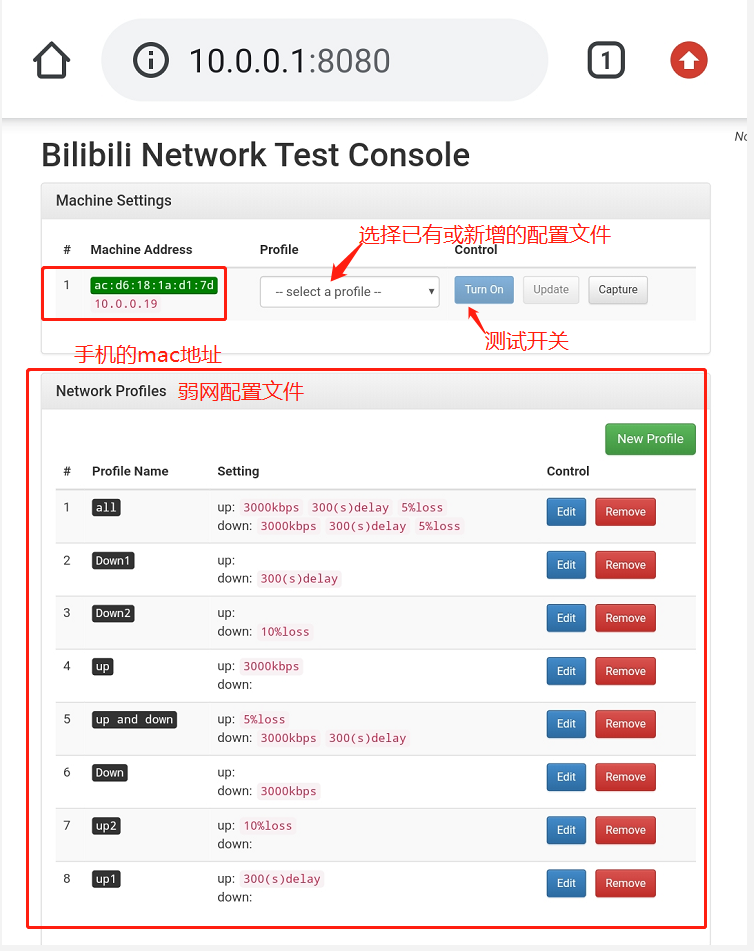 10.0.0.1:8080
1
No
Bilibili Network Test Console
Machine Settings
选择已有或新增的配置文件
# Machine Address Profile Control
1 ac:d6:18:1a:d1:7d -- select a profile -- Turn On Update Capture
10.0.0.19
测试开关
手机的mac地址
Network Profiles 弱网配置文件
New Profile
# Profile Name Setting Control
1 all up: 3000kbps 300(s)delay 5%loss Edit Remove
down: 3000kbps 300(s)delay 5%loss
2 Down1 up: Edit Remove
down: 300(s)delay
3 Down2 up: Edit Remove
down: 10%loss
4 up up: 3000kbps Edit Remove
down:
5 up and down up: 5%loss Edit Remove
down: 3000kbps 300(s)delay
6 Down up: Edit Remove
down: 3000kbps
7 up2 up: 10%loss Edit Remove
down:
8 up1 up: 300(s)delay Edit Remove
down: